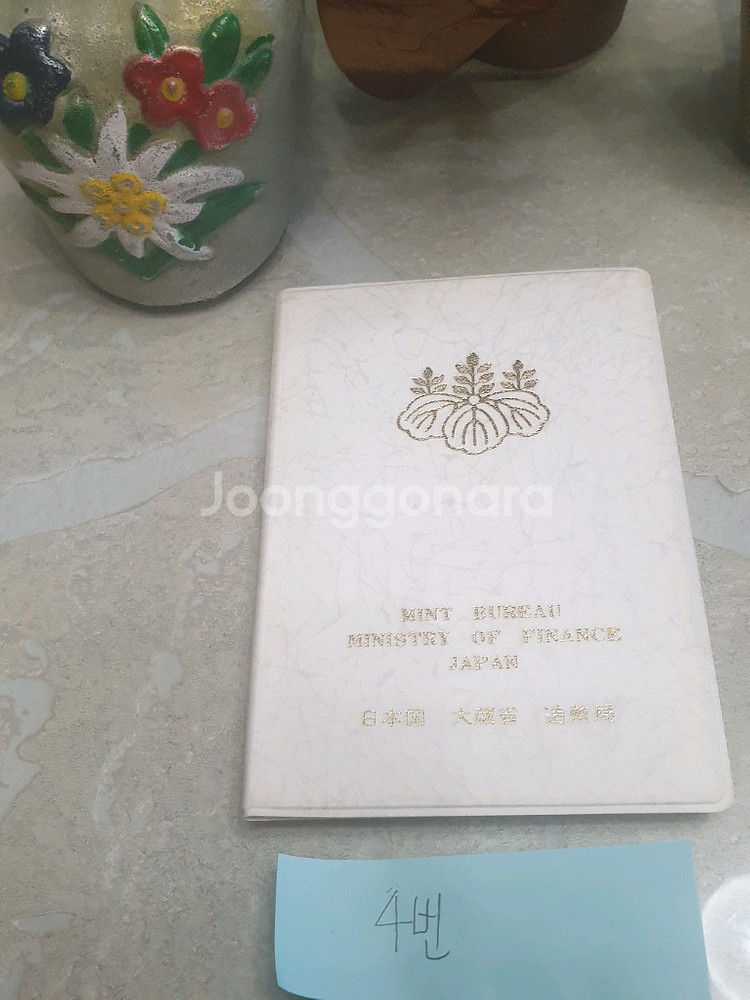 Joonggonara
MINT BUREAU
MINISTRY OF FINANCE
JAPAN
日本国 大蔵省 造幣局
4번